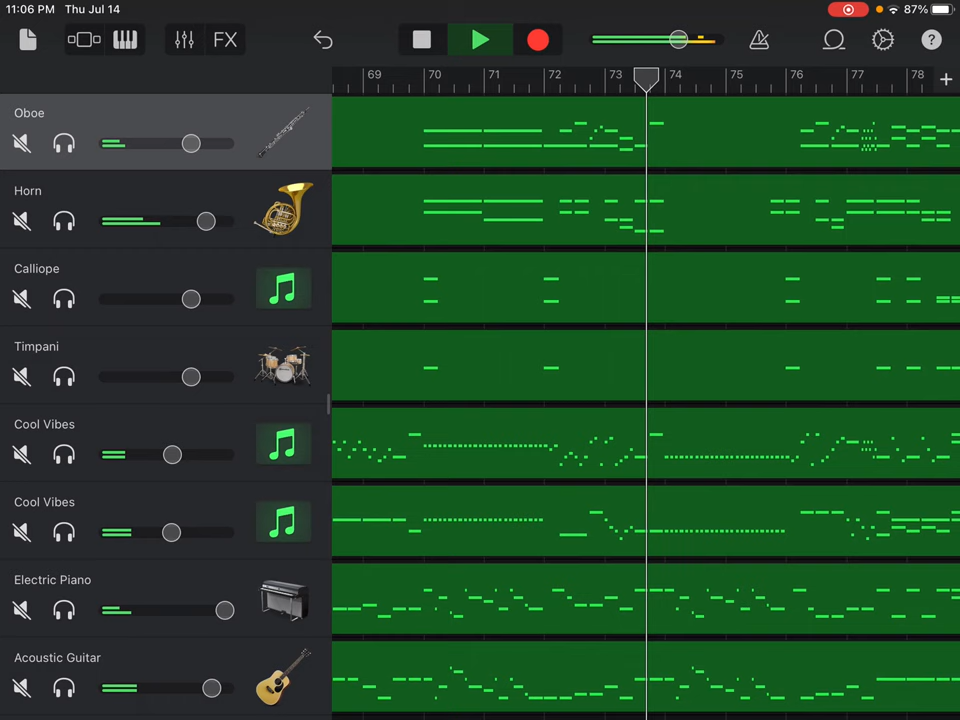 11:06 PM Thu Jul 14
87%
FX
?
69 70 71 72 73 74 75 76 77 78 +
Oboe
Horn
Calliope
Timpani
Cool Vibes
Cool Vibes
Electric Piano
Acoustic Guitar